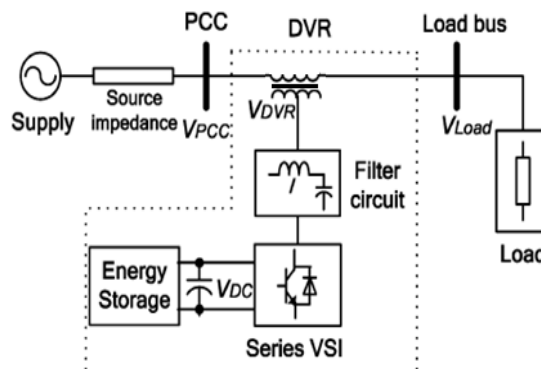 PCC
DVR
Load bus
Supply
Source
impedance
VPCC
VDVR
VLoad
Filter
circuit
Load
Energy
Storage
VDC
Series VSI